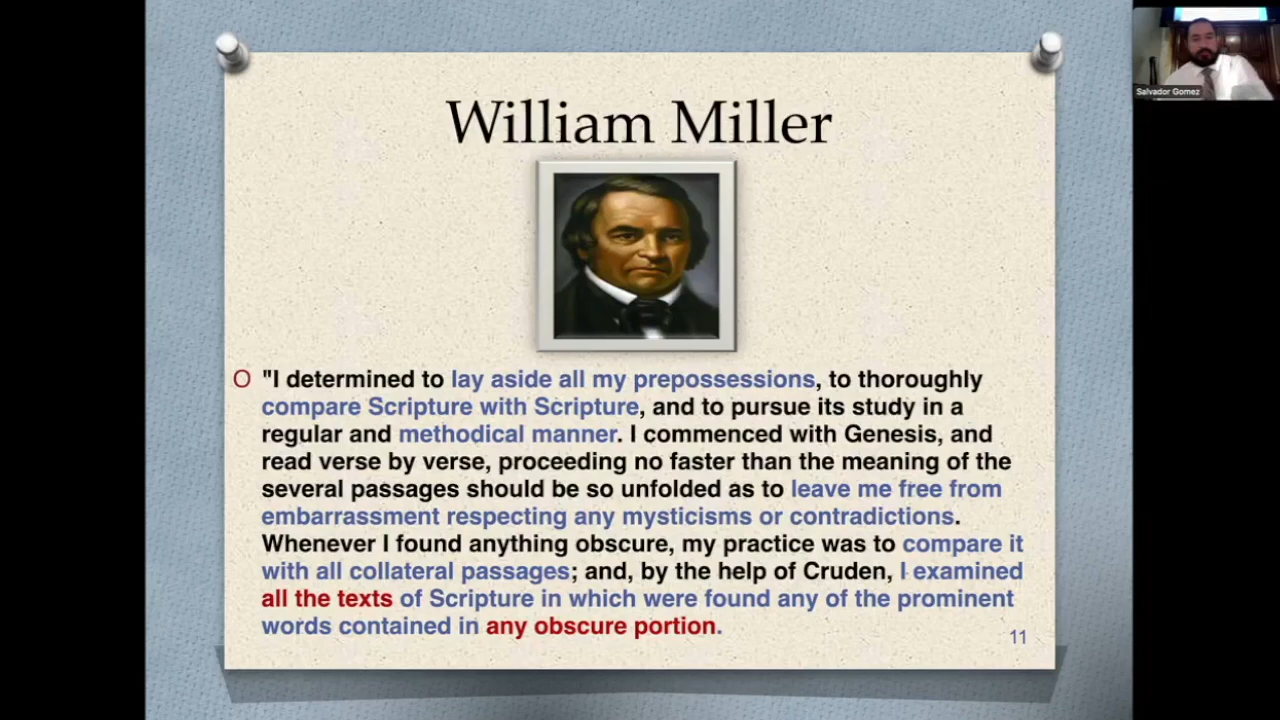 William Miller
O "I determined to lay aside all my prepossessions, to thoroughly
compare Scripture with Scripture, and to pursue its study in a
regular and methodical manner. I commenced with Genesis, and
read verse by verse, proceeding no faster than the meaning of the
several passages should be so unfolded as to leave me free from
embarrassment respecting any mysticisms or contradictions.
Whenever I found anything obscure, my practice was to compare it
with all collateral passages; and, by the help of Cruden, I examined
all the texts of Scripture in which were found any of the prominent
words contained in any obscure portion.
11
Salvador Gomez